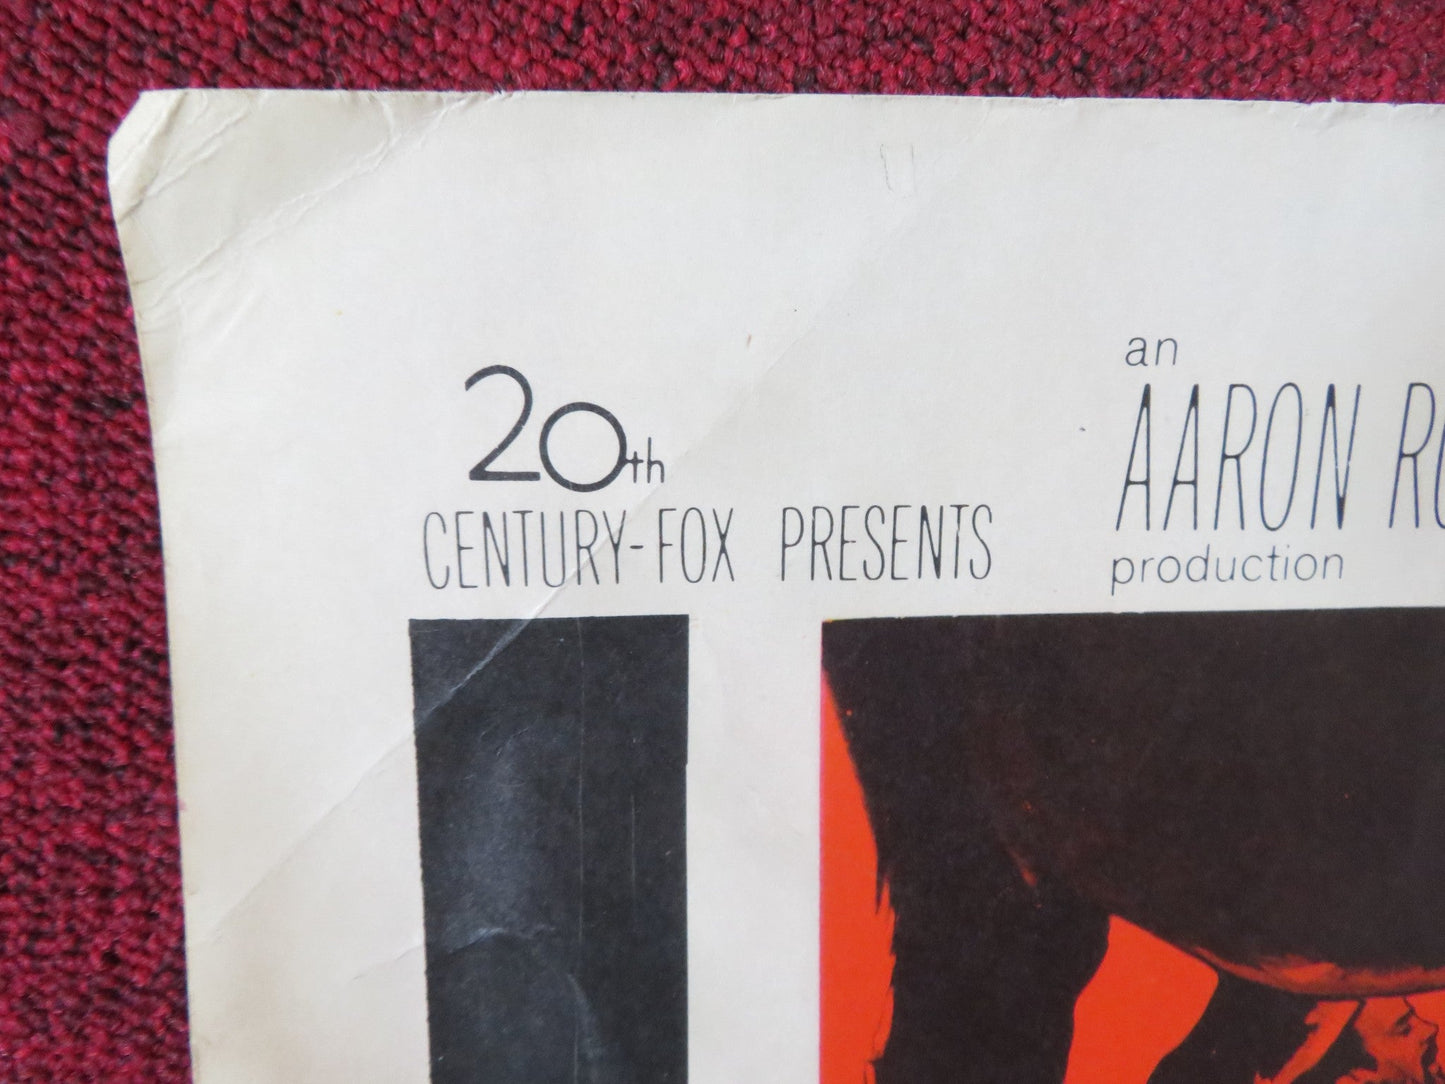 20th
CENTURY-FOX PRESENTS
an
AARON
production